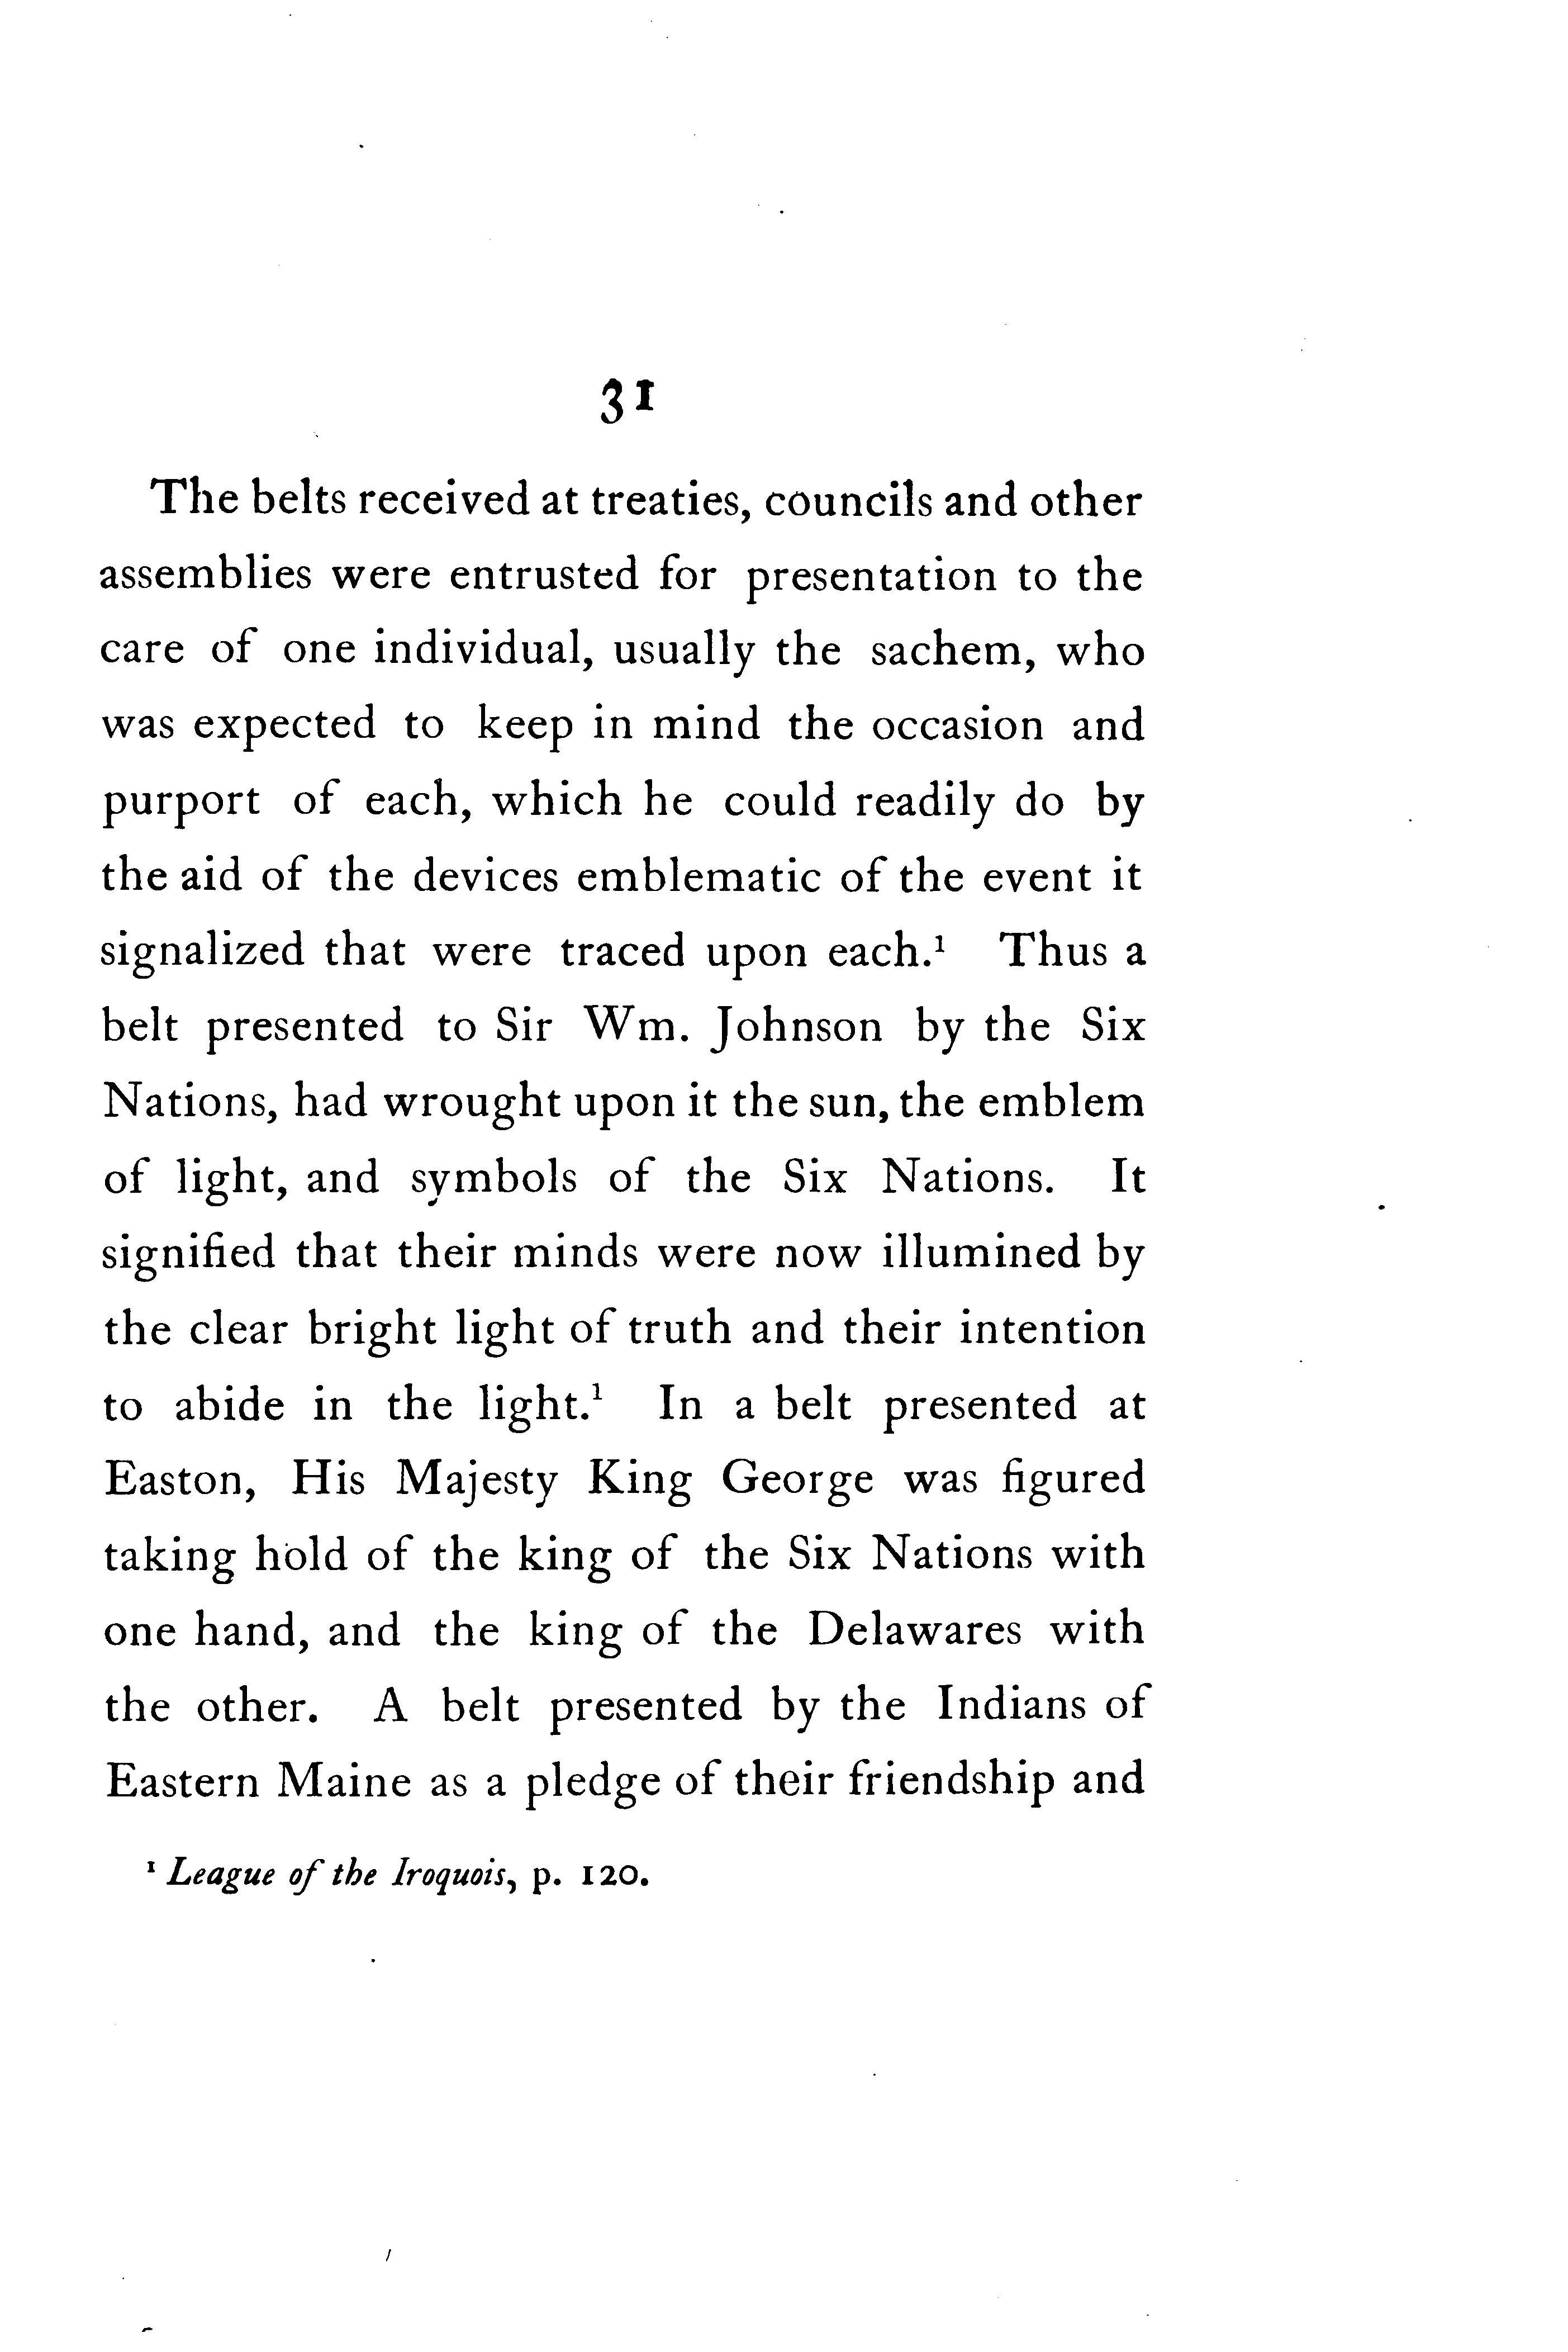 31
The belts received at treaties, councils and other
assemblies were entrusted for presentation to the
care of one individual, usually the sachem, who
was expected to keep in mind the occasion and
purport of each, which he could readily do by
the aid of the devices emblematic of the event it
signalized that were traced upon each.¹ Thus a
belt presented to Sir Wm. Johnson by the Six
Nations, had wrought upon it the sun, the emblem
of light, and symbols of the Six Nations. It
signified that their minds were now illumined by
the clear bright light of truth and their intention
to abide in the light.¹ In a belt presented at
Easton, His Majesty King George was figured
taking hold of the king of the Six Nations with
one hand, and the king of the Delawares with
the other. A belt presented by the Indians of
Eastern Maine as a pledge of their friendship and
¹ League of the Iroquois, p. 120.